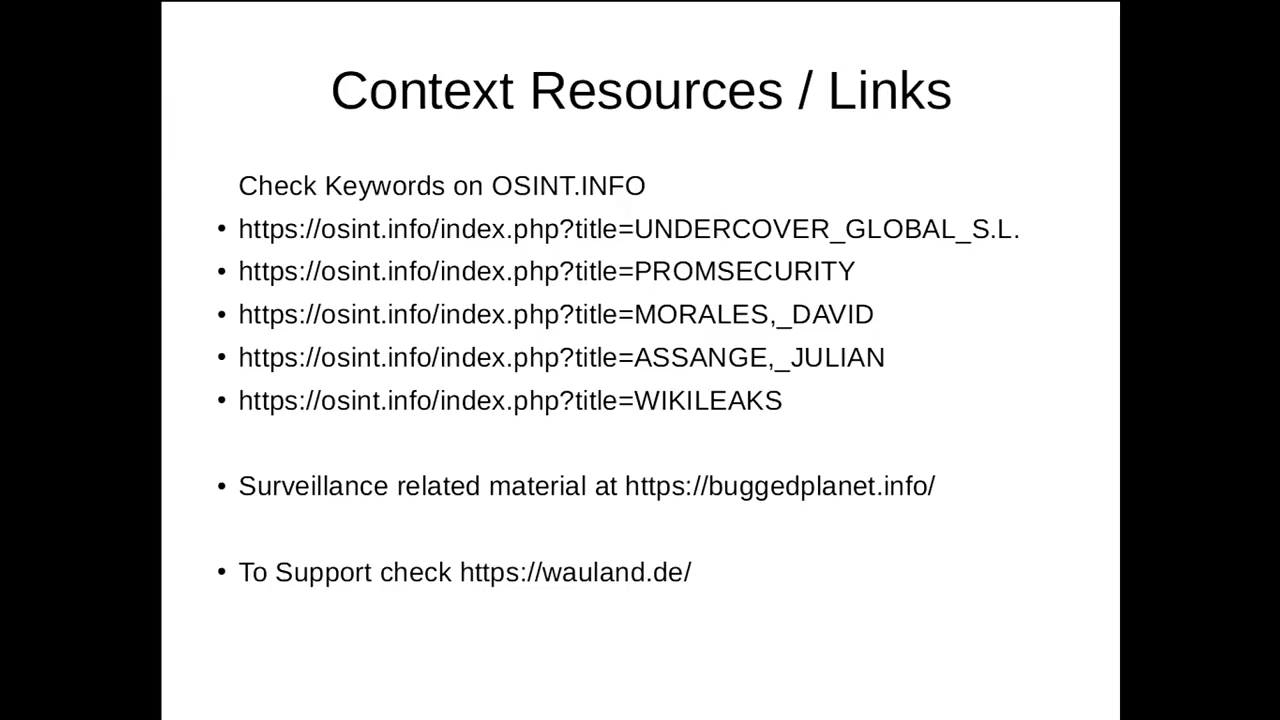 Context Resources / Links
Check Keywords on OSINT.INFO
• https://osint.info/index.php?title=UNDERCOVER_GLOBAL_S.L.
• https://osint.info/index.php?title=PROMSECURITY
• https://osint.info/index.php?title=MORALES,_DAVID
• https://osint.info/index.php?title=ASSANGE,_JULIAN
• https://osint.info/index.php?title=WIKILEAKS
• Surveillance related material at https://buggedplanet.info/
• To Support check https://wauland.de/